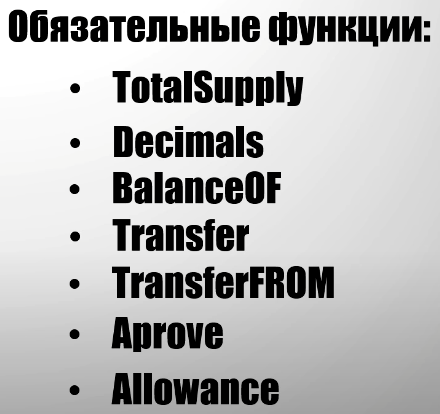 Обязательные функции:
• TotalSupply
• Decimals
• BalanceOF
• Transfer
• TransferFROM
• Aprove
• Allowance